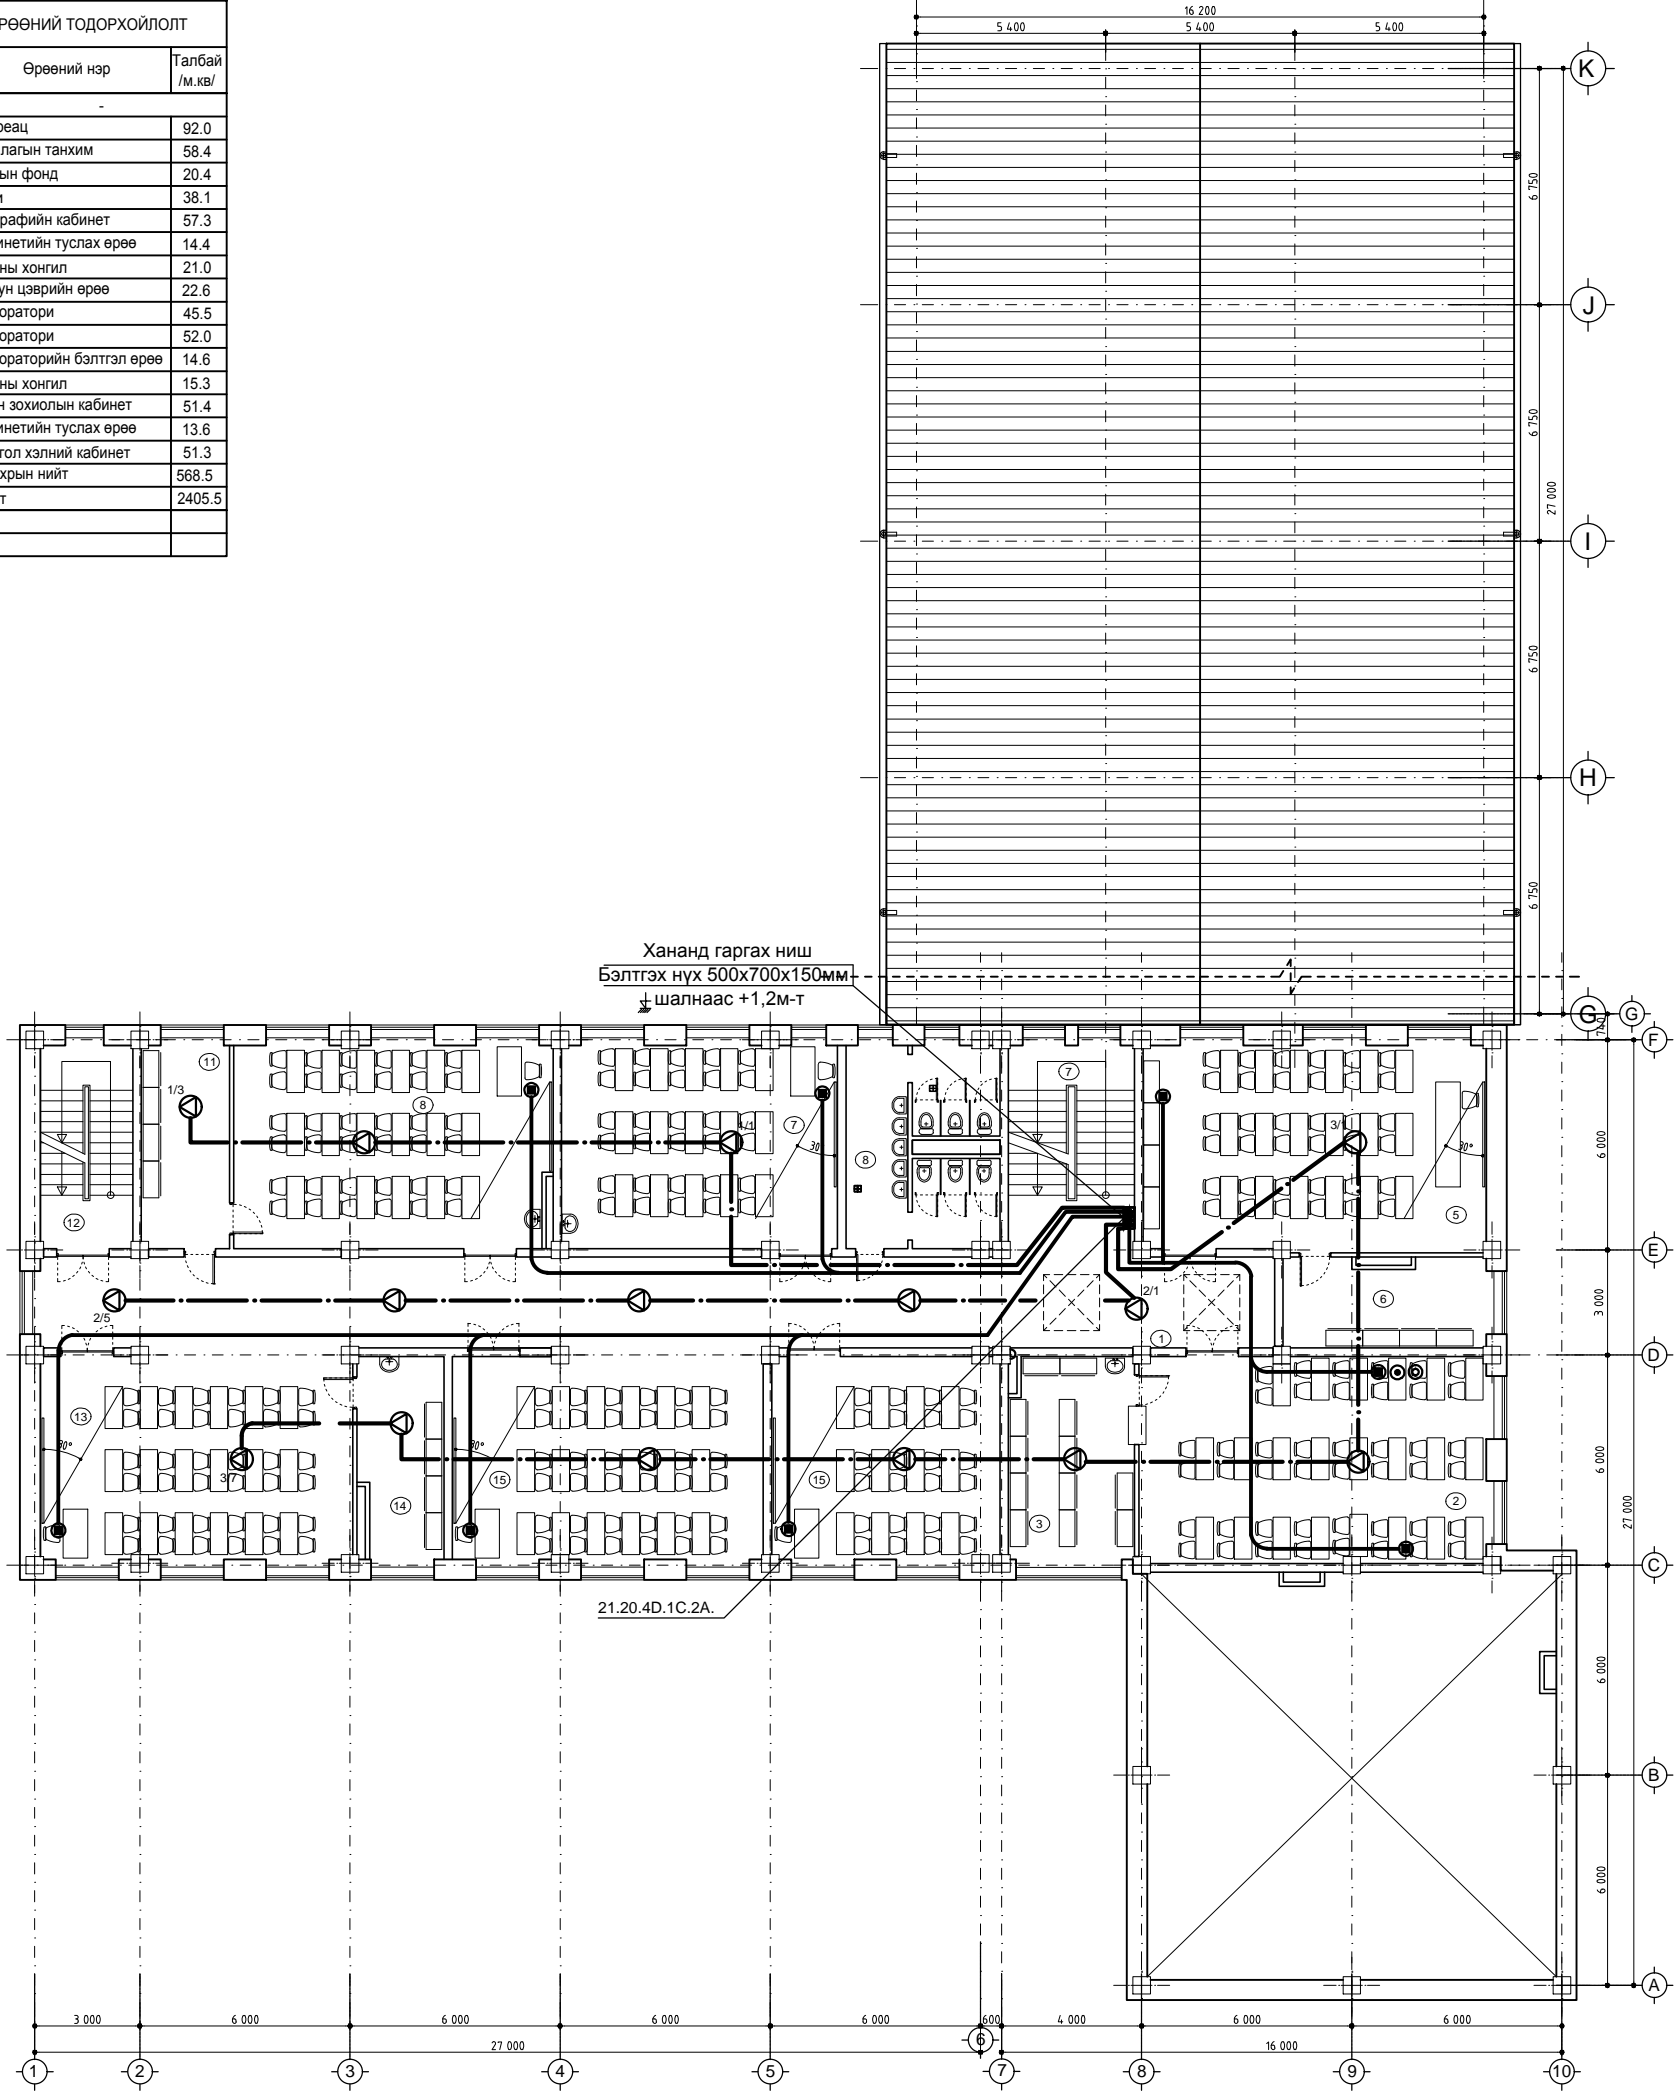 РӨӨНИЙ ТОДОРХОЙЛОЛТ
Өрөөний нэр
Талбай
/м.кв/
-
реац 92.0
лагын танхим 58.4
ын фонд 20.4
и 38.1
рафийн кабинет 57.3
инетийн туслах өрөө 14.4
ны хонгил 21.0
ун цэврийн өрөө 22.6
оратори 45.5
оратори 52.0
ораторийн бэлтгэл өрөө 14.6
ны хонгил 15.3
н зохиолын кабинет 51.4
инетийн туслах өрөө 13.6
гол хэлний кабинет 51.3
хрын нийт 568.5
т 2405.5
16 200
5 400 5 400 5 400
K
6 750
J
6 750
27 000
I
6 750
H
6 750
G G
740
Хананд гаргах ниш
Бэлтгэх нүх 500х700х150мм
шалнаас +1,2м-т
F
11
7
1/3
8
4/1
7
3/1
30°
30°
8
6 000
12
5
E
2/5
2/1
6
3 000
1
D
13
30°
3/7
30°
15
15
14
3
2
6 000
27 000
C
21.20.4D.1C.2A.
6 000
B
6 000
A
3 000 6 000 6 000 6 000 6 000 600 4 000 6 000 6 000
27 000 16 000
1 2 3 4 5 6 7 8 9 10